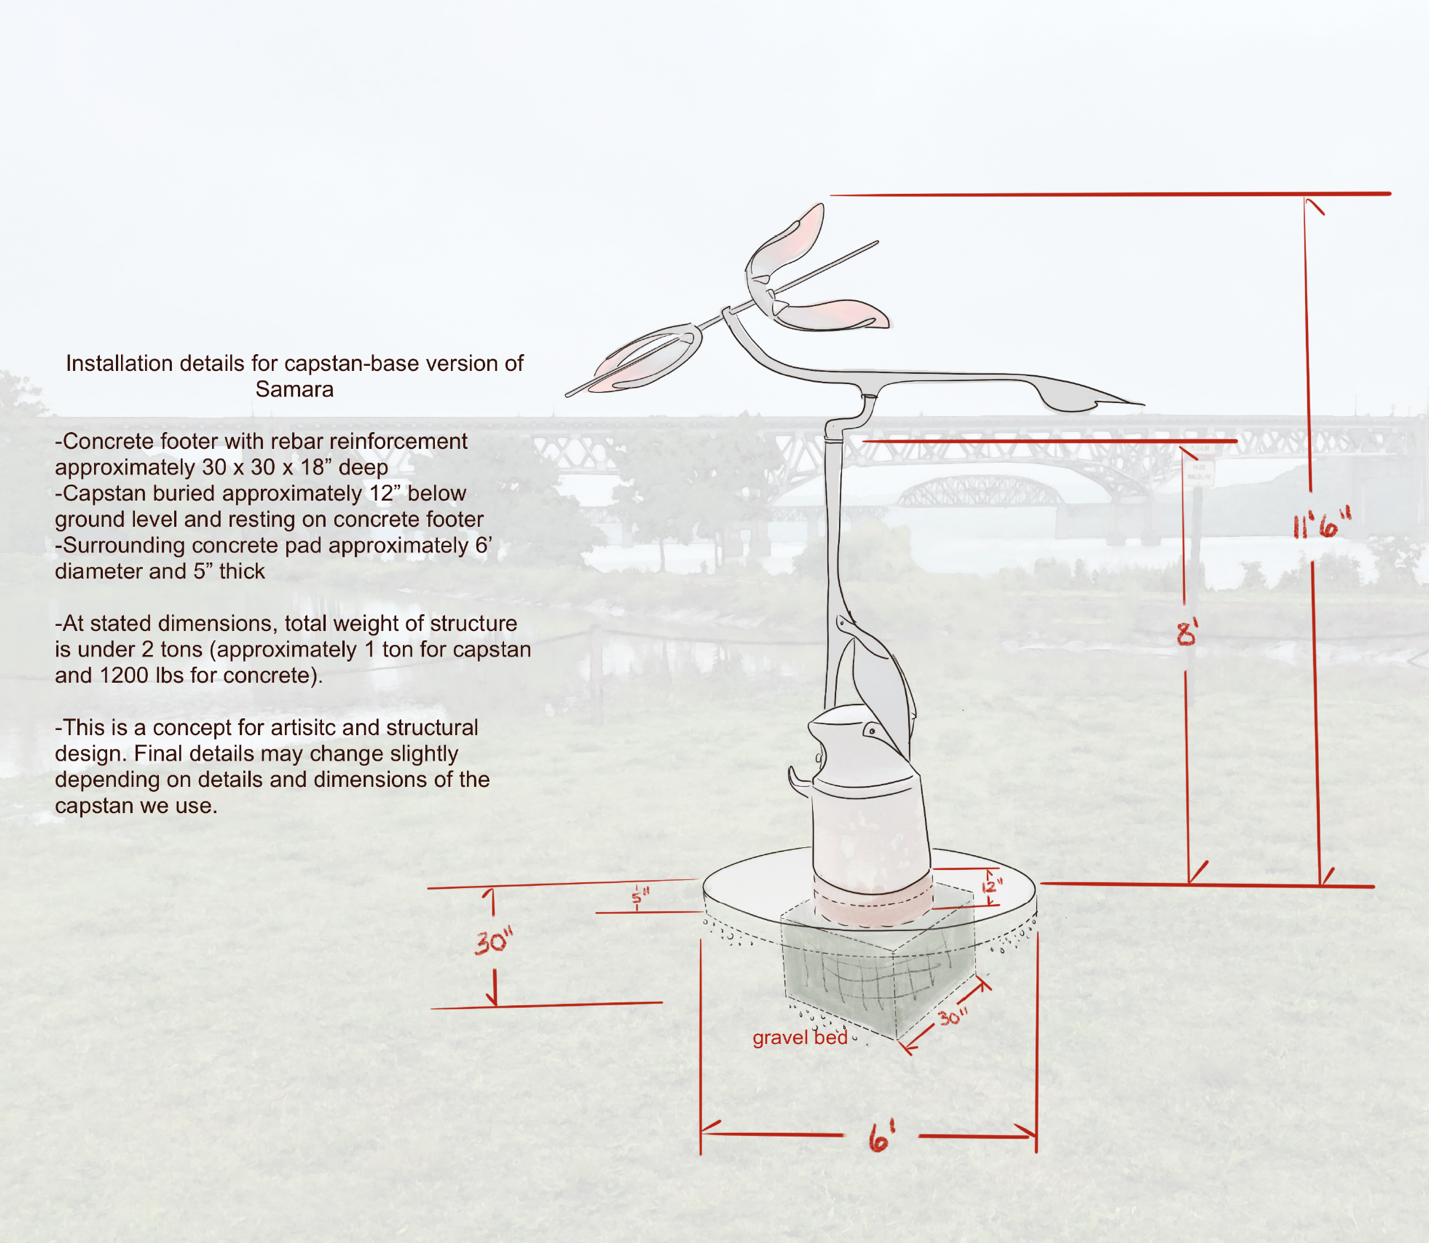 Installation details for capstan-base version of
Samara
-Concrete footer with rebar reinforcement
approximately 30 x 30 x 18” deep
-Capstan buried approximately 12” below
ground level and resting on concrete footer
-Surrounding concrete pad approximately 6’
diameter and 5” thick
-At stated dimensions, total weight of structure
is under 2 tons (approximately 1 ton for capstan
and 1200 lbs for concrete).
-This is a concept for artisitc and structural
design. Final details may change slightly
depending on details and dimensions of the
capstan we use.
11'6"
8'
5"
12"
30"
30"
gravel bed
6'